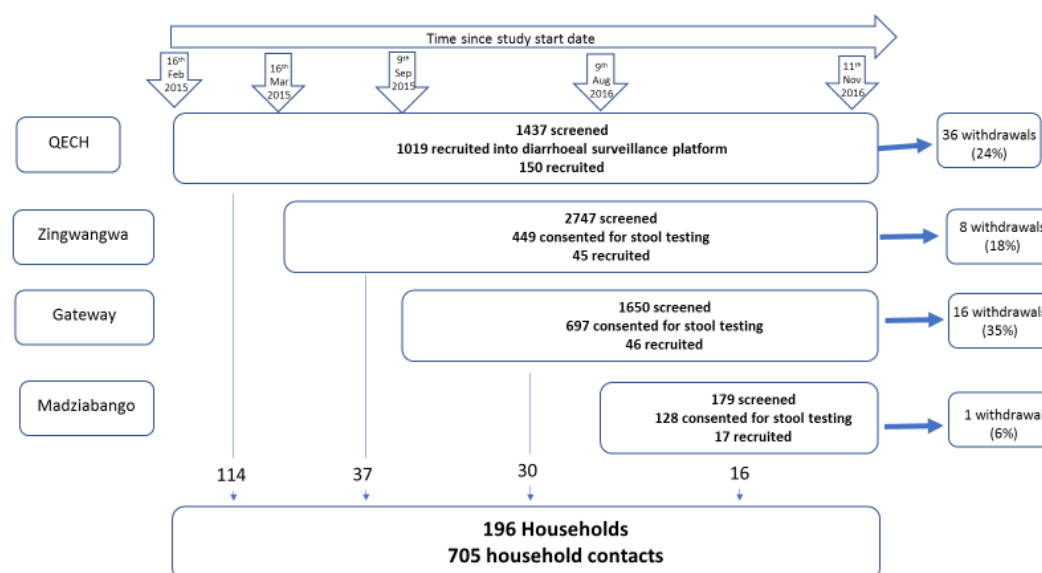 Time since study start date
16th
Feb
2015
16th
Mar
2015
9th
Sep
2015
9th
Aug
2016
11th
Nov
2016
QECH
1437 screened
1019 recruited into diarrhoeal surveillance platform
150 recruited
36 withdrawals
(24%)
Zingwangwa
2747 screened
449 consented for stool testing
45 recruited
8 withdrawals
(18%)
Gateway
1650 screened
697 consented for stool testing
46 recruited
16 withdrawals
(35%)
Madziabango
179 screened
128 consented for stool testing
17 recruited
1 withdrawal
(6%)
114
37
30
16
196 Households
705 household contacts